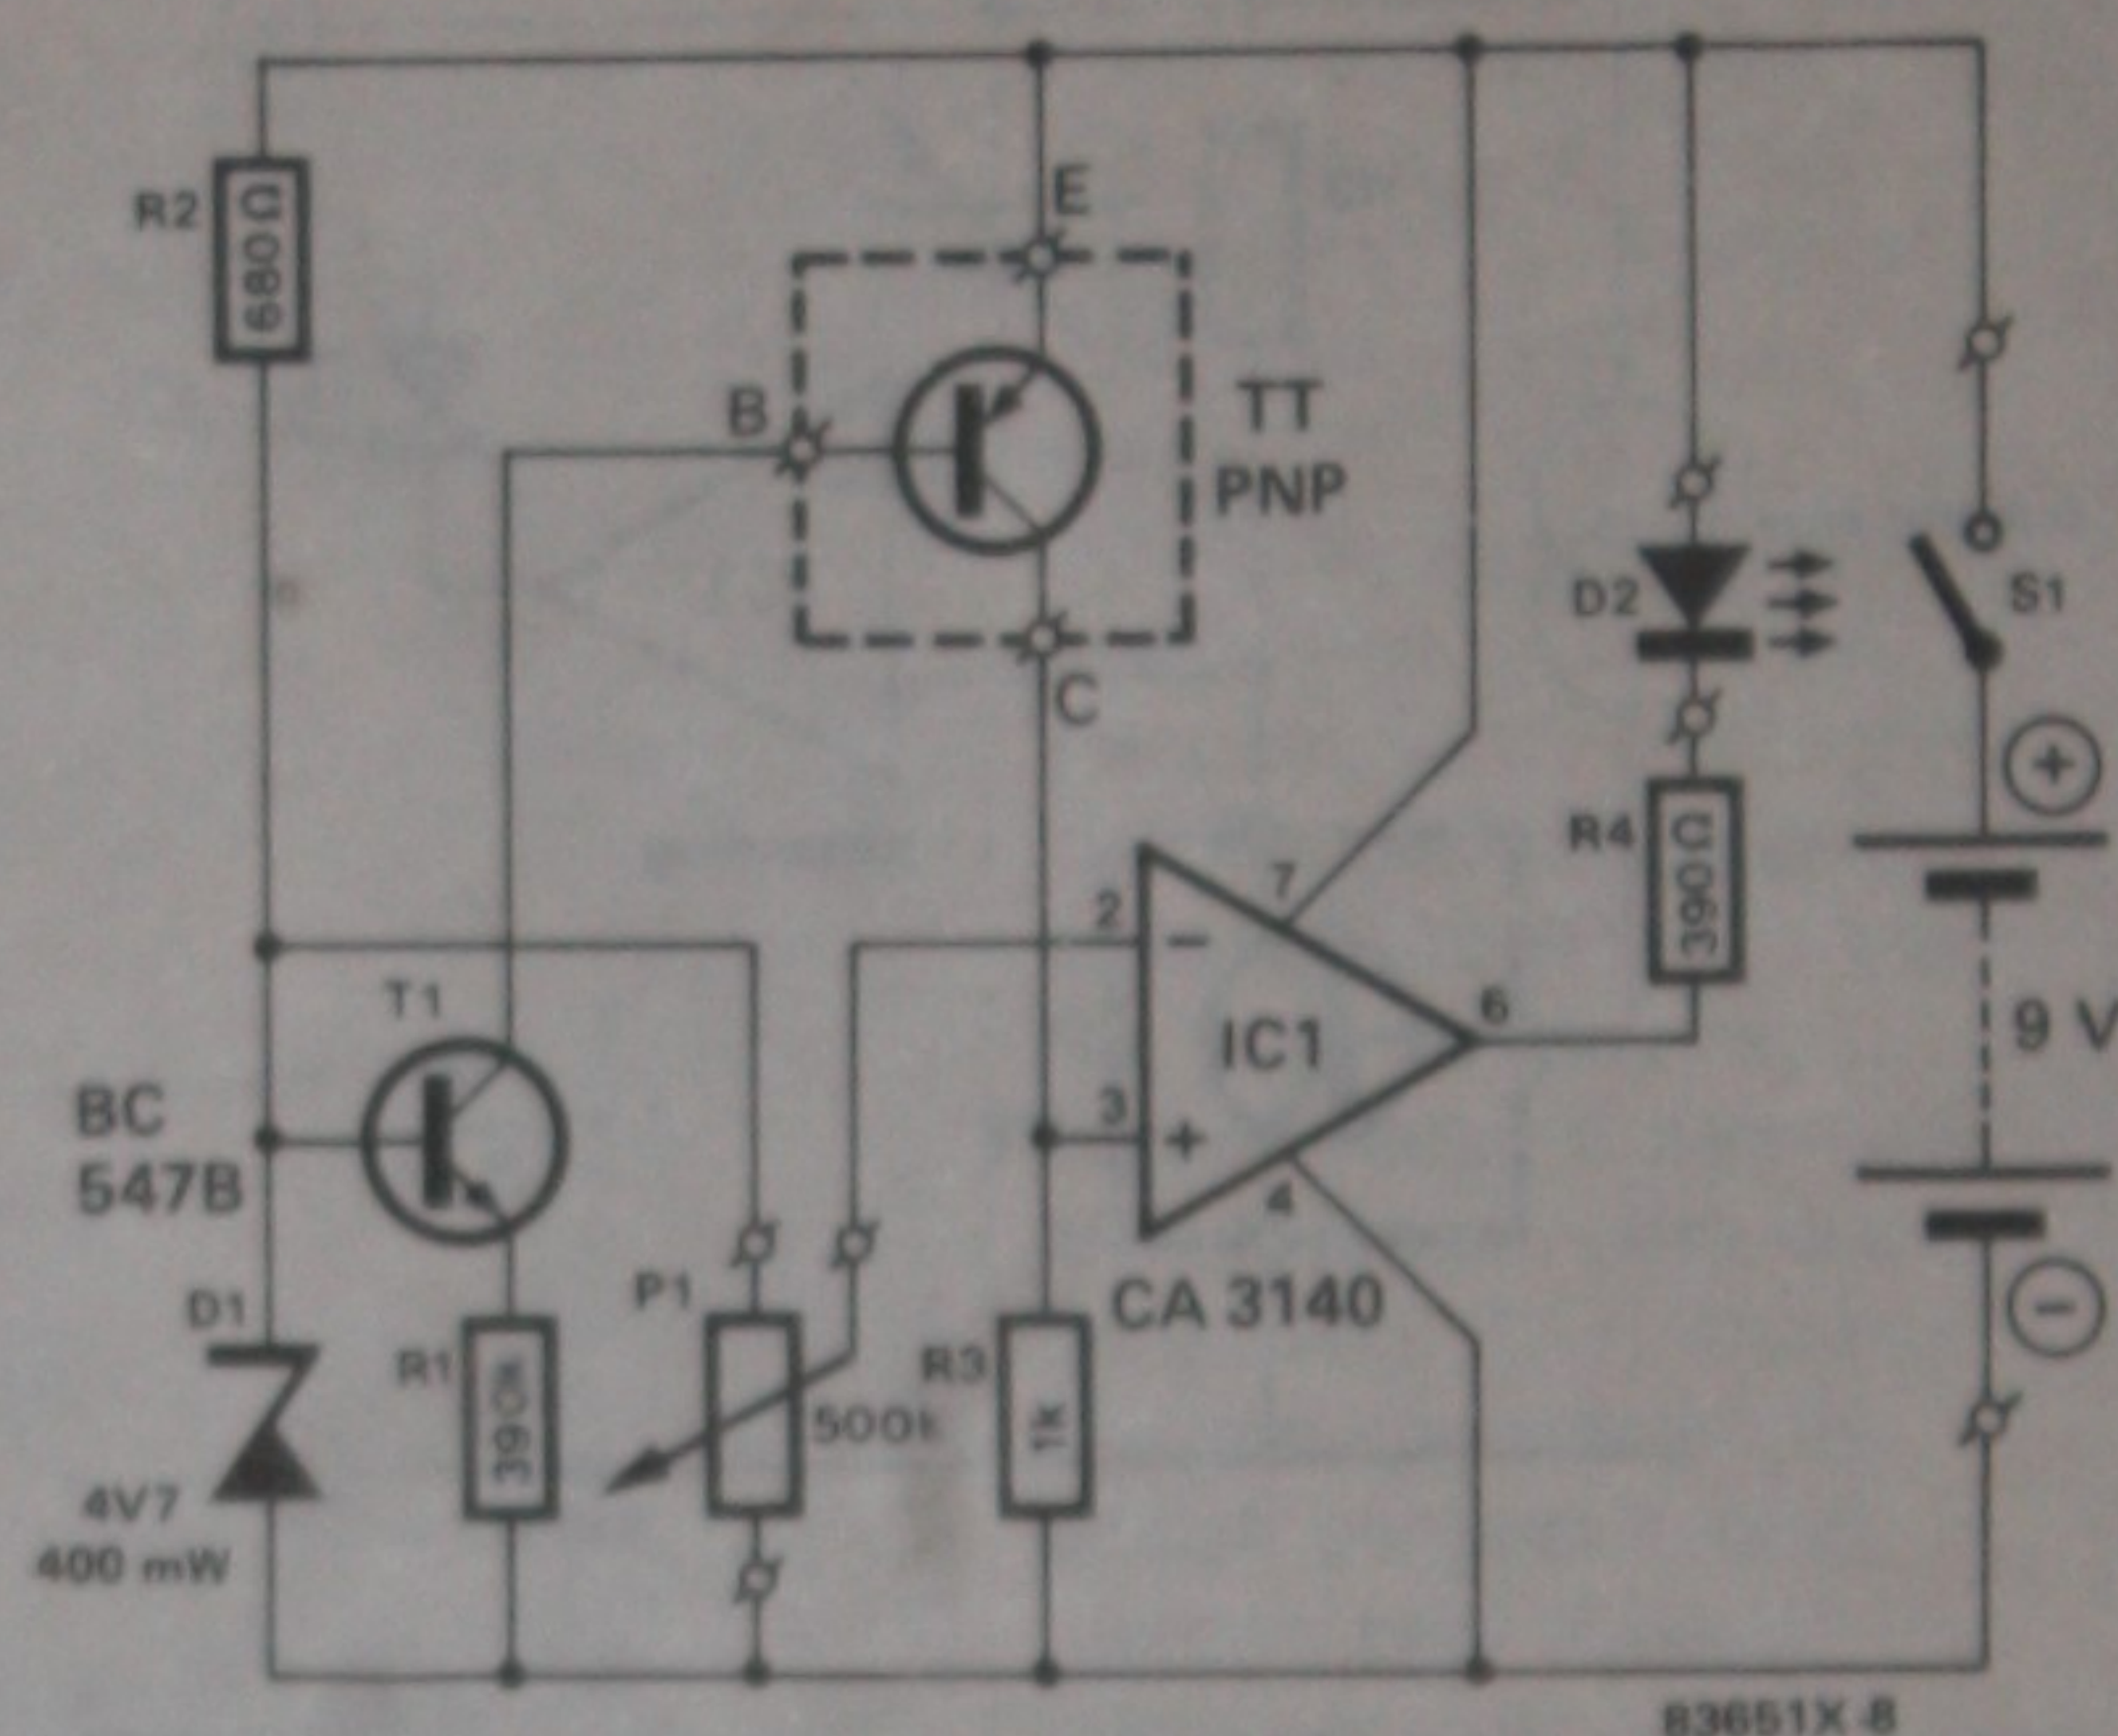 E
R2
680Ω
B
TT
PNP
D2
S1
C
+
R4
390Ω
2
7
-
T1
6
IC1
9 V
BC
547B
3
+
4
D1
P1
CA 3140
-
R1
390k
R3
1k
4V7
400 mW
83651X-8